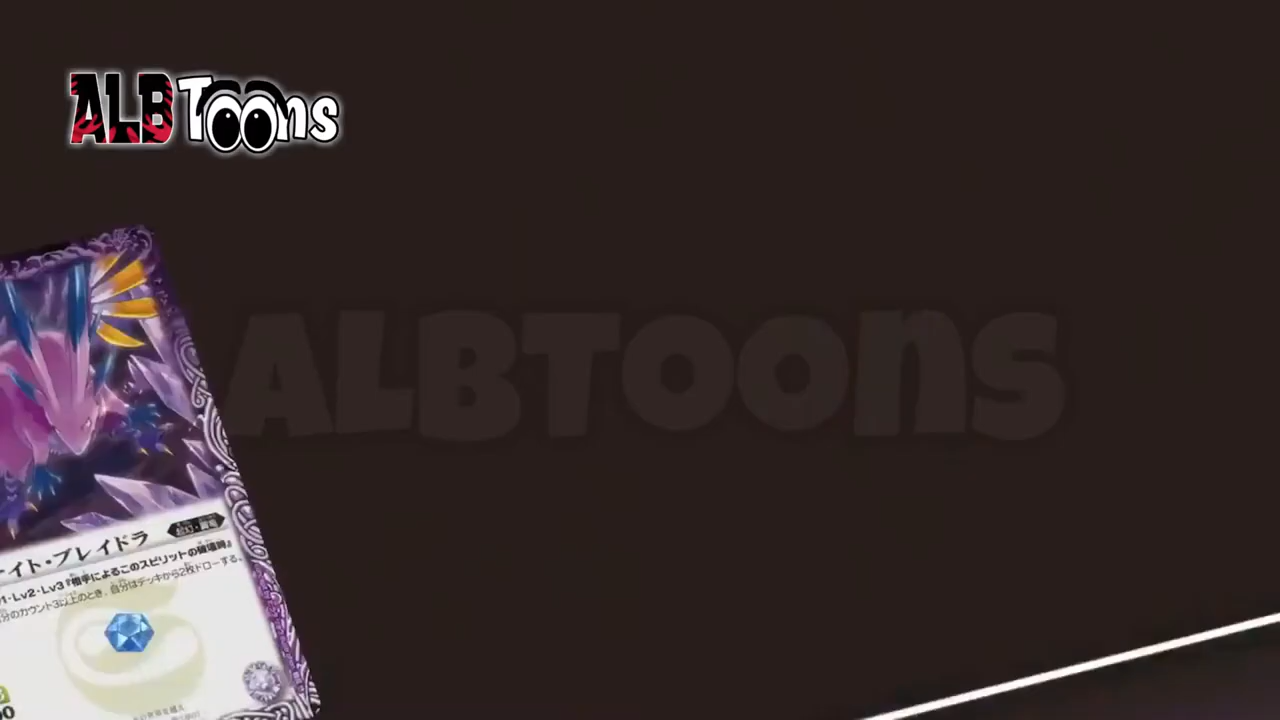 ALBToons
ALBTOONS
イト・ブレイドラ
Lv2・Lv3『相手によるこのスピリットの破壊時』
分のカウント3以上のとき、自分はデッキから2枚ドローする。